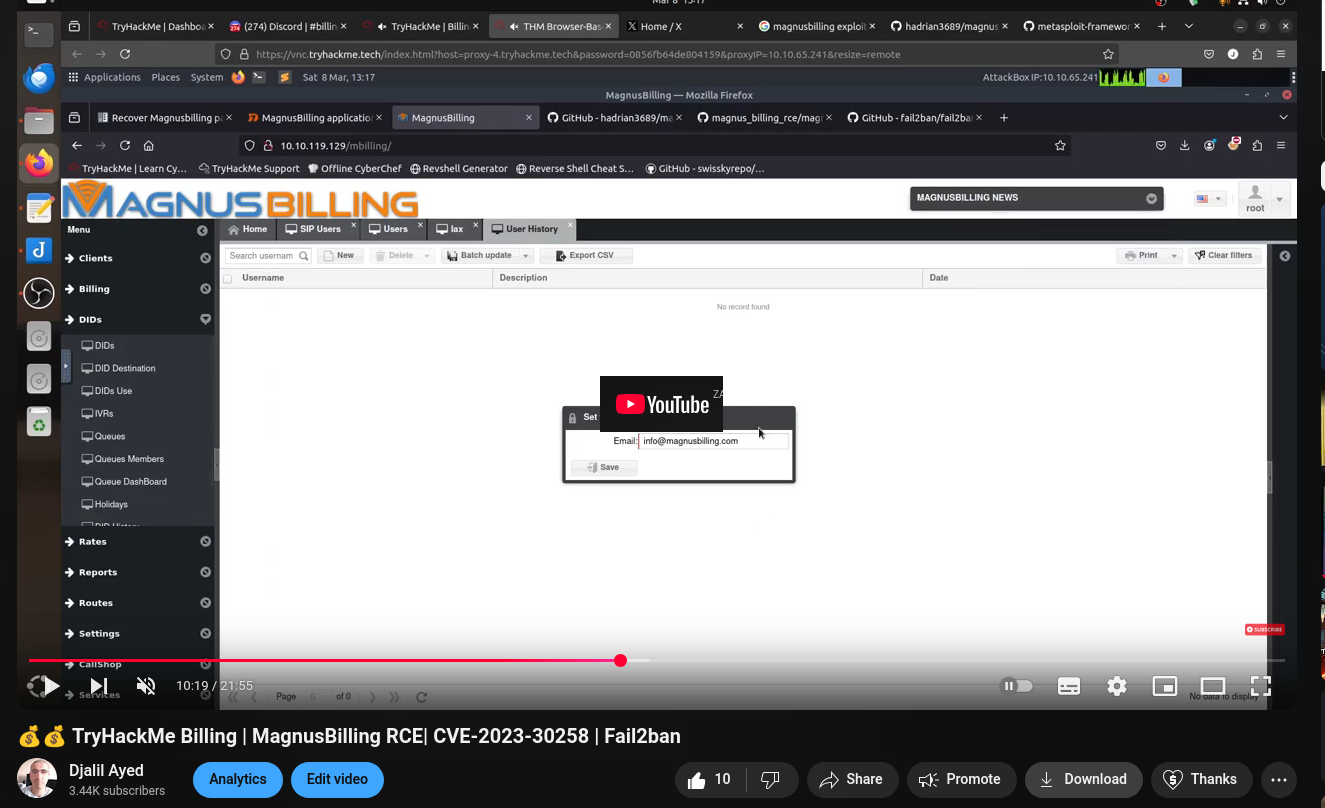 Mar 8 13:17
TryHackMe | Dashboa
(274) Discord | #billin
TryHackMe | Billin
THM Browser-Bas
Home / X
magnusbilling exploit
hadrian3689/magnus
metasploit-framewor
https://vnc.tryhackme.tech/index.html?host=proxy-4.tryhackme.tech&password=0856fb64de804159&proxyIP=10.10.65.241&resize=remote
Applications Places System Sat 8 Mar, 13:17 AttackBox IP:10.10.65.241
MagnusBilling — Mozilla Firefox
Recover Magnusbilling pa
MagnusBilling applicatio
MagnusBilling
GitHub - hadrian3689/ma
magnus_billing_rce/magr
GitHub - fail2ban/fail2bar
10.10.119.129/mbilling/
TryHackMe | Learn Cy…
TryHackMe Support
Offline CyberChef
Revshell Generator
Reverse Shell Cheat S…
GitHub - swisskyrepo/…
MAGNUSBILLING
MAGNUSBILLING NEWS
root
Menu
Home
SIP Users
Users
Iax
User History
Search usernam
New
Delete
Batch update
Export CSV
Print
Clear filters
Username Description Date
No record found
Clients
Billing
DIDs
DIDs
DID Destination
DIDs Use
IVRs
Queues
Queues Members
Queue DashBoard
Holidays
DID History
Rates
Reports
Routes
Settings
CallShop
Services
YouTube ZA
Set
Email: info@magnusbilling.com
Save
SUBSCRIBE
10:19 / 21:55
Page 0 of 0
No data to display
💰💰 TryHackMe Billing | MagnusBilling RCE| CVE-2023-30258 | Fail2ban
Djalil Ayed
3.44K subscribers
Analytics
Edit video
10
Share
Promote
Download
Thanks